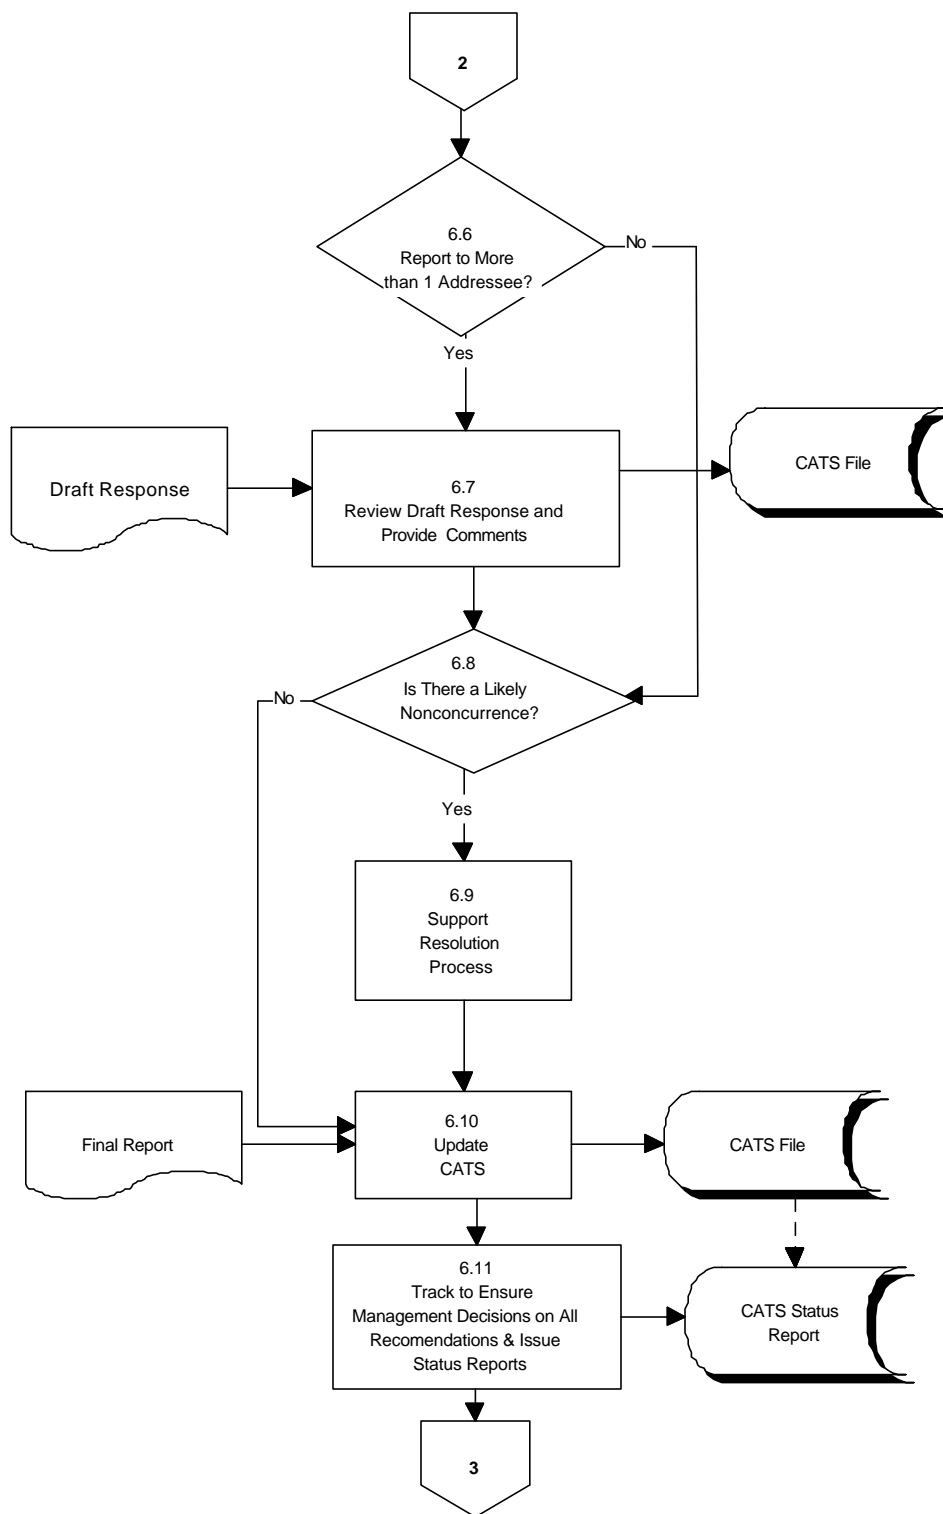 2
6.6
Report to More
than 1 Addressee?
No
Yes
Draft Response
6.7
Review Draft Response and
Provide Comments
CATS File
6.8
Is There a Likely
Nonconcurrence?
No
Yes
6.9
Support
Resolution
Process
Final Report
6.10
Update
CATS
CATS File
6.11
Track to Ensure
Management Decisions on All
Recomendations & Issue
Status Reports
CATS Status
Report
3